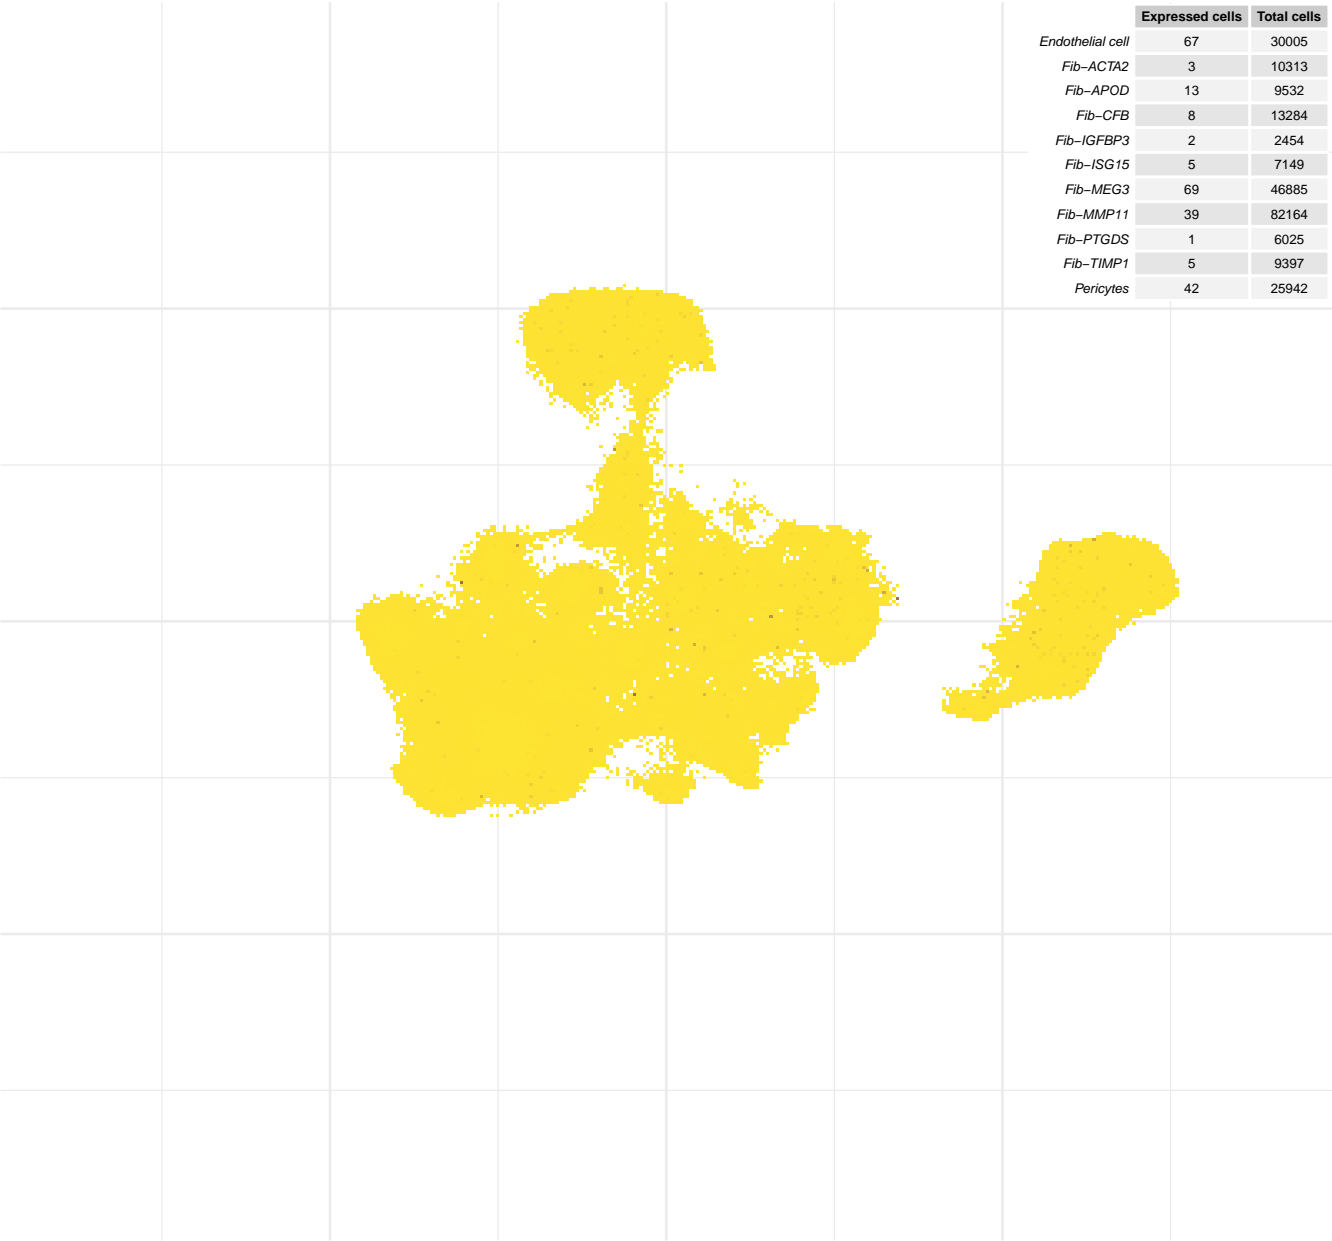 Expressed cells Total cells
Endothelial cell 67 30005
Fib−ACTA2 3 10313
Fib−APOD 13 9532
Fib−CFB 8 13284
Fib−IGFBP3 2 2454
Fib−ISG15 5 7149
Fib−MEG3 69 46885
Fib−MMP11 39 82164
Fib−PTGDS 1 6025
Fib−TIMP1 5 9397
Pericytes 42 25942